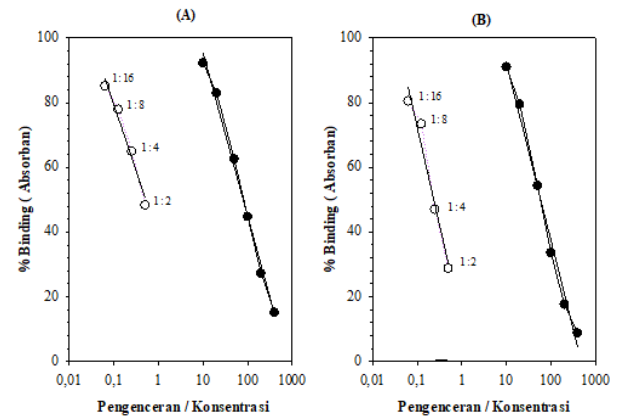 (A)
% Binding ( Absorban)
100
80
60
40
20
0
1:16
1:8
1:4
1:2
0,01 0,1 1 10 100 1000
Pengenceran / Konsentrasi
(B)
% Binding ( Absorban)
100
80
60
40
20
0
1:16
1:8
1:4
1:2
0,01 0,1 1 10 100 1000
Pengenceran / Konsentrasi